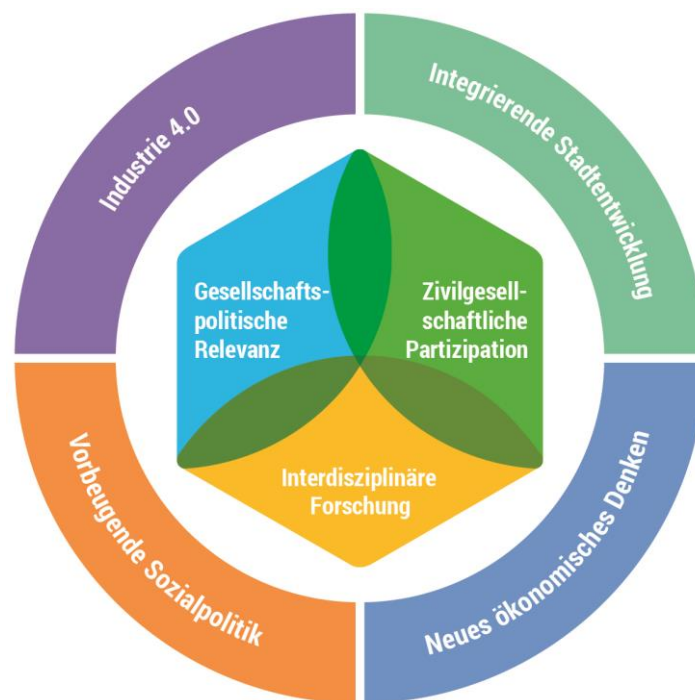 Industrie 4.0
Integrierende Stadtentwicklung
Gesellschafts-
politische
Relevanz
Zivilgesell-
schaftliche
Partizipation
Interdisziplinäre
Forschung
Vorbeugende Sozialpolitik
Neues ökonomisches Denken